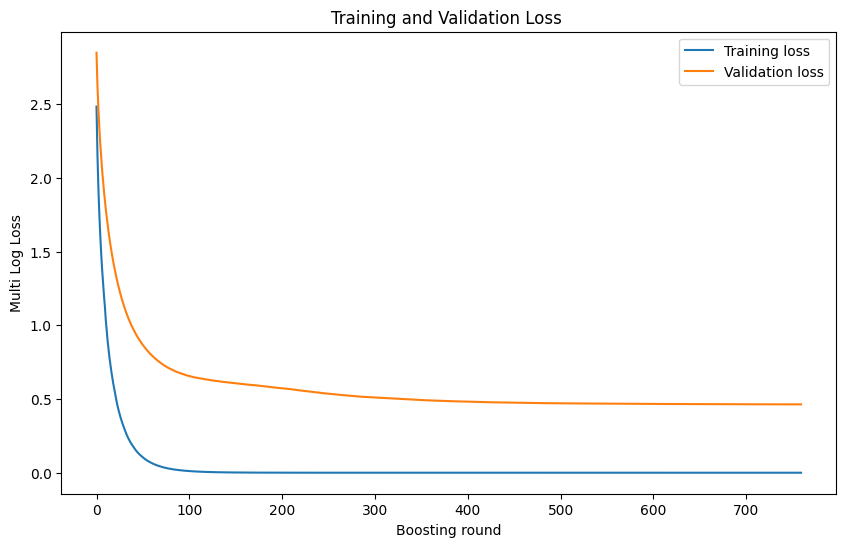 Training and Validation Loss
Training loss
Validation loss
Multi Log Loss
2.5
2.0
1.5
1.0
0.5
0.0
0 100 200 300 400 500 600 700
Boosting round